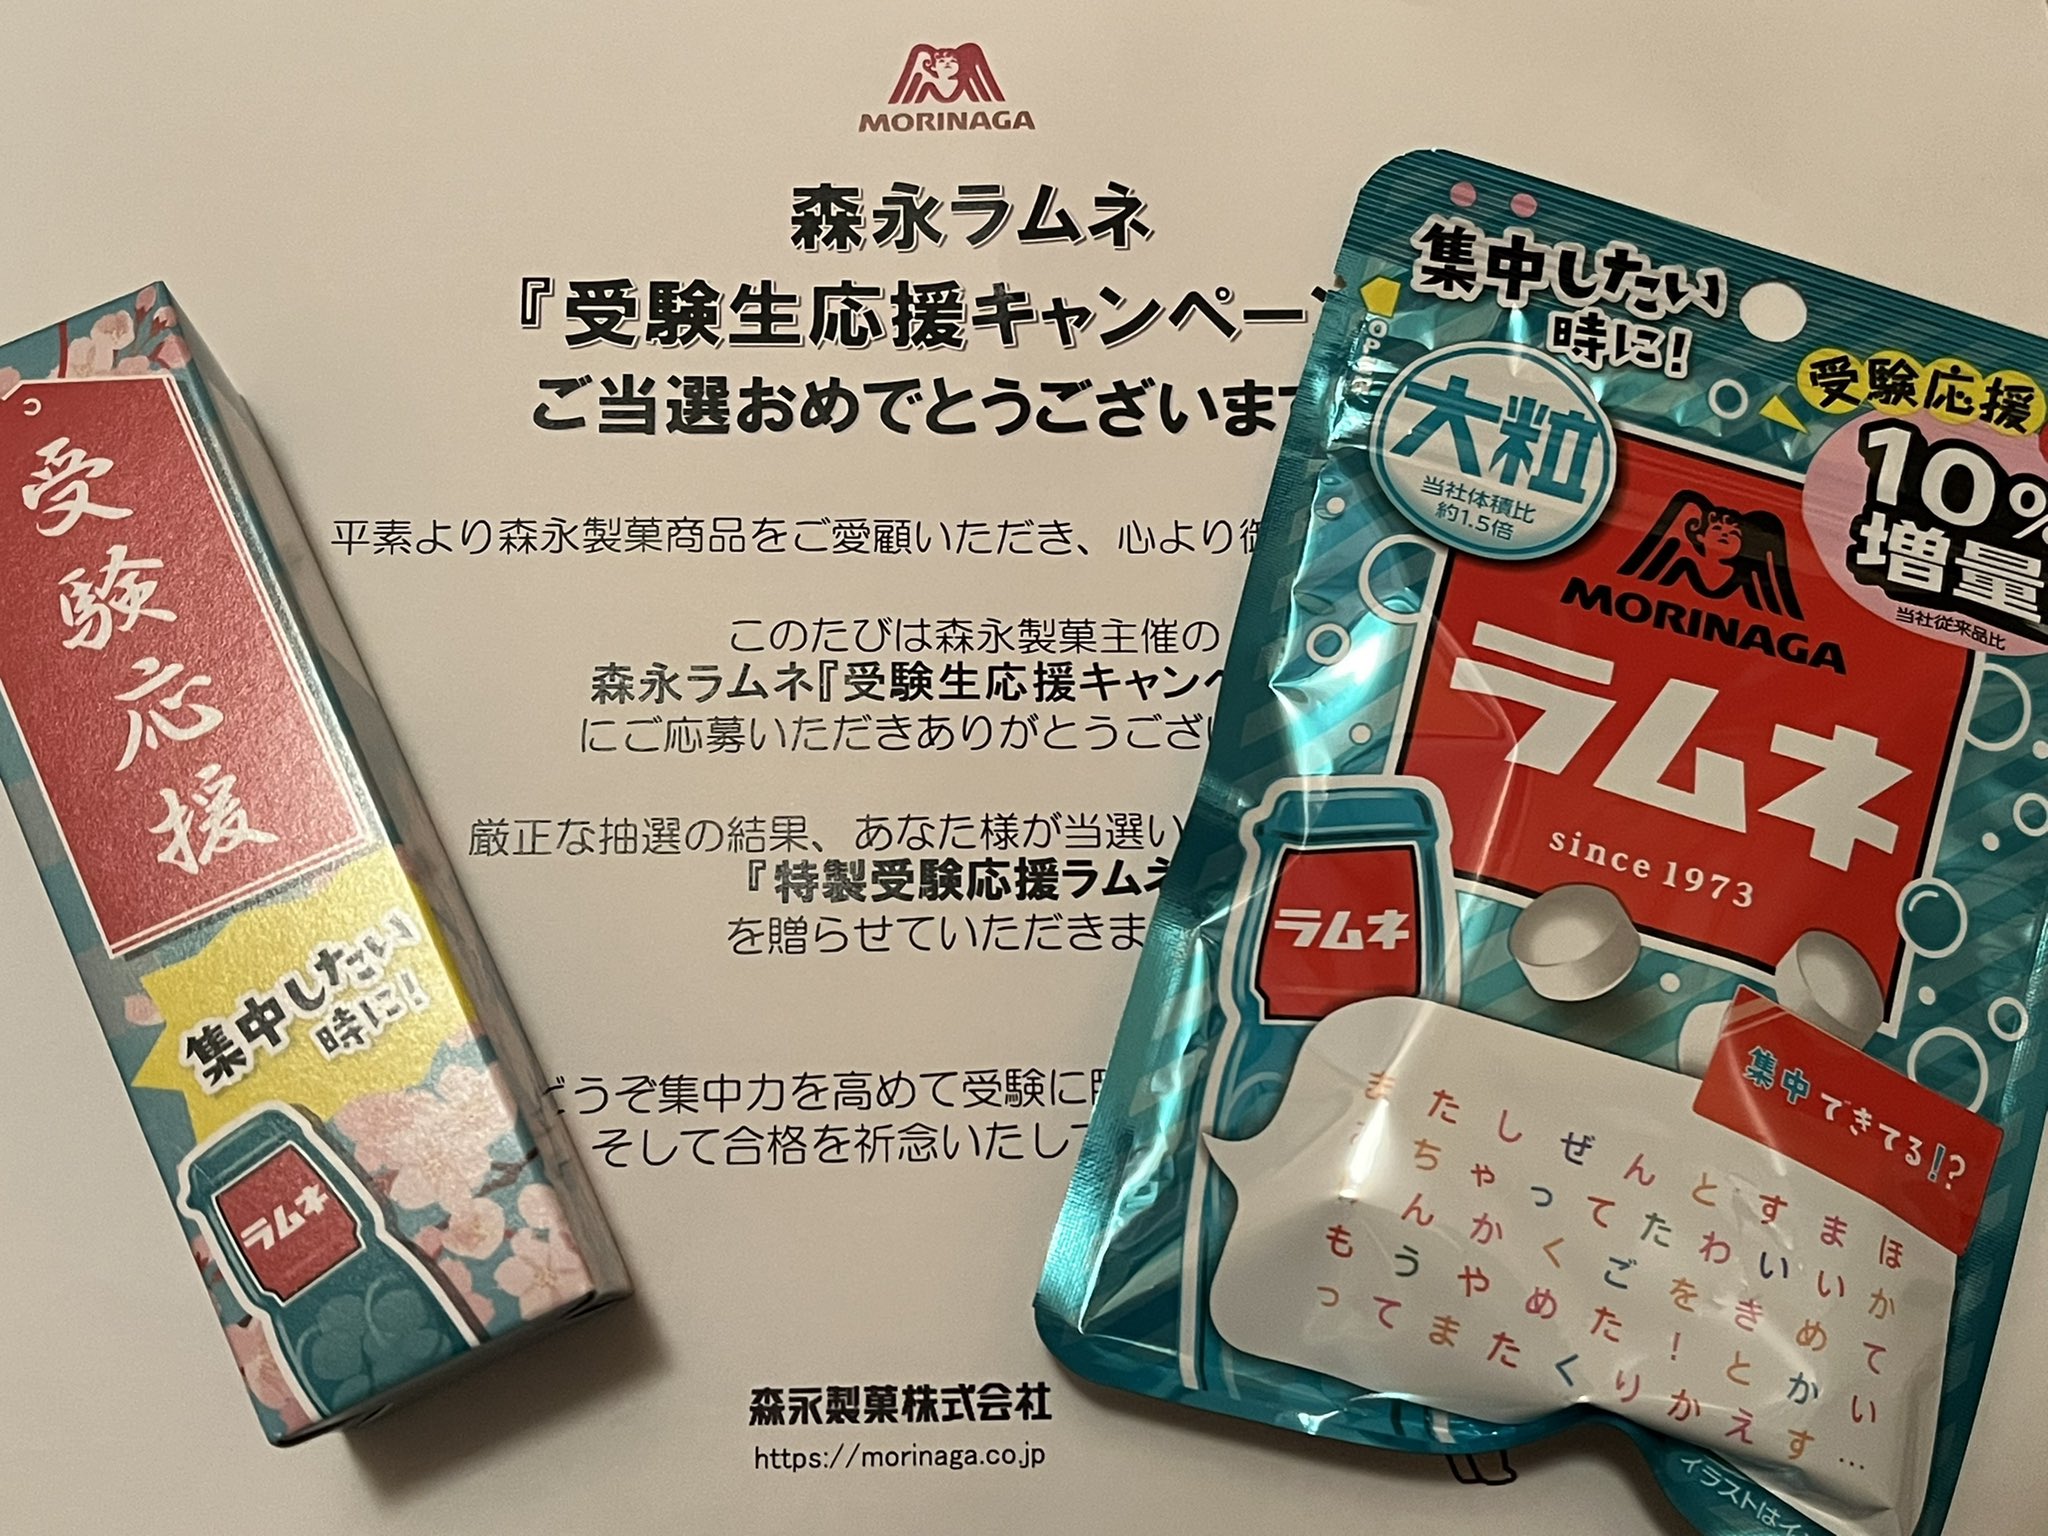 MORINAGA
森永ラムネ
『受験生応援キャンペー
ご当選おめでとうございま
平素より森永製菓商品をご愛顧いただき、心より
このたびは森永製菓主催の
森永ラムネ『受験生応援キャンペ
にご応募いただきありがとうござい
厳正な抽選の結果、あなた様が当選い
『特製受験応援ラムネ
を贈らせていただきま
どうぞ集中力を高めて受験に
そして合格を祈念いたし
森永製菓株式会社
https://morinaga.co.jp
受験応援
集中したい
時に!
ラムネ
集中したい
時に!
OPEN
大粒
当社体積比
約1.5倍
受験応援
10%
増量
当社従来品比
MORINAGA
ラムネ
since 1973
ラムネ
集中できてる!?
またしぜんとすまほ
ちゃってたわいいか
んかくごをきめて
もうやめた!とかい
ってまたくりかえす…
イラストはイ